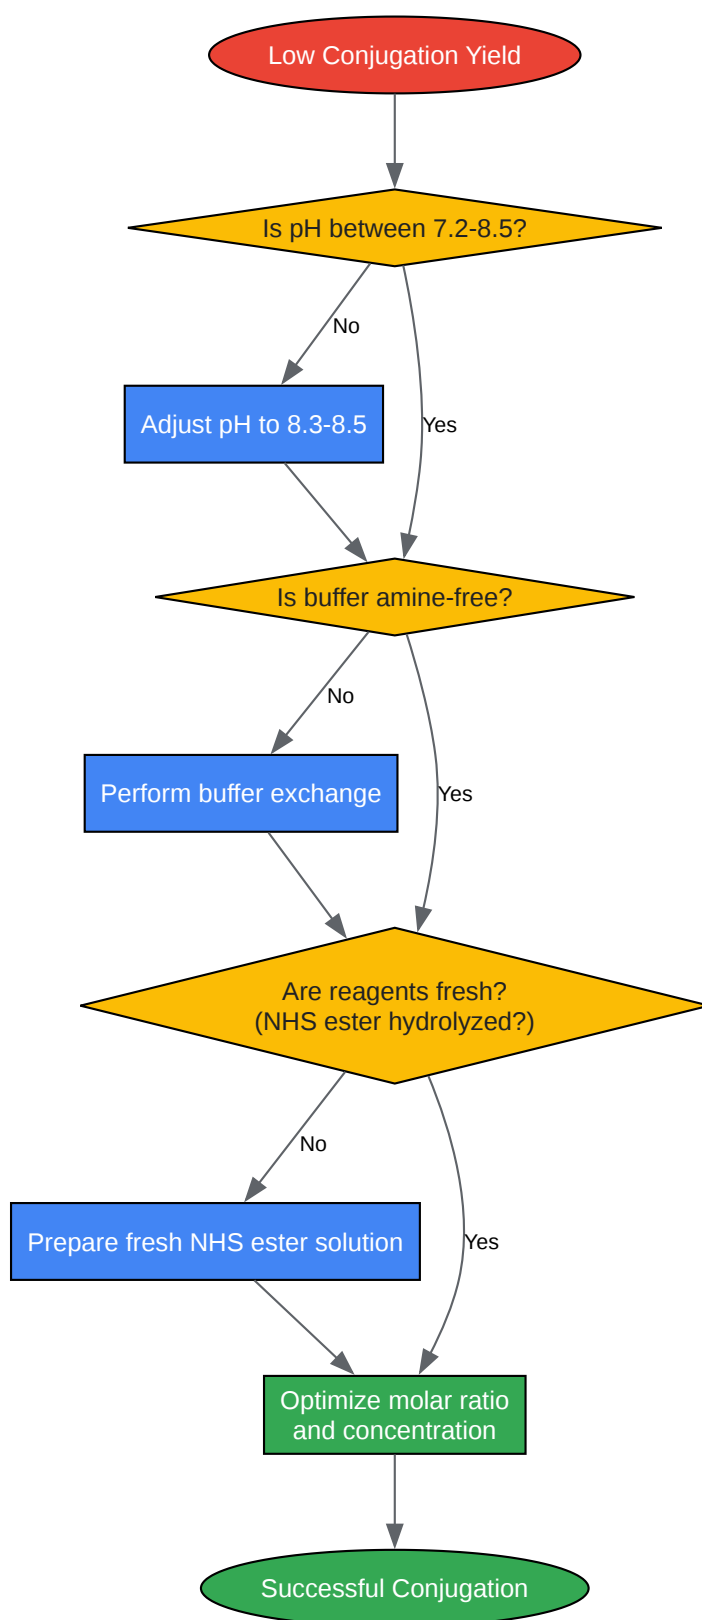 Low Conjugation Yield
Is pH between 7.2-8.5?
No
Adjust pH to 8.3-8.5
Yes
Is buffer amine-free?
No
Perform buffer exchange
Yes
Are reagents fresh?
(NHS ester hydrolyzed?)
No
Prepare fresh NHS ester solution
Yes
Optimize molar ratio
and concentration
Successful Conjugation